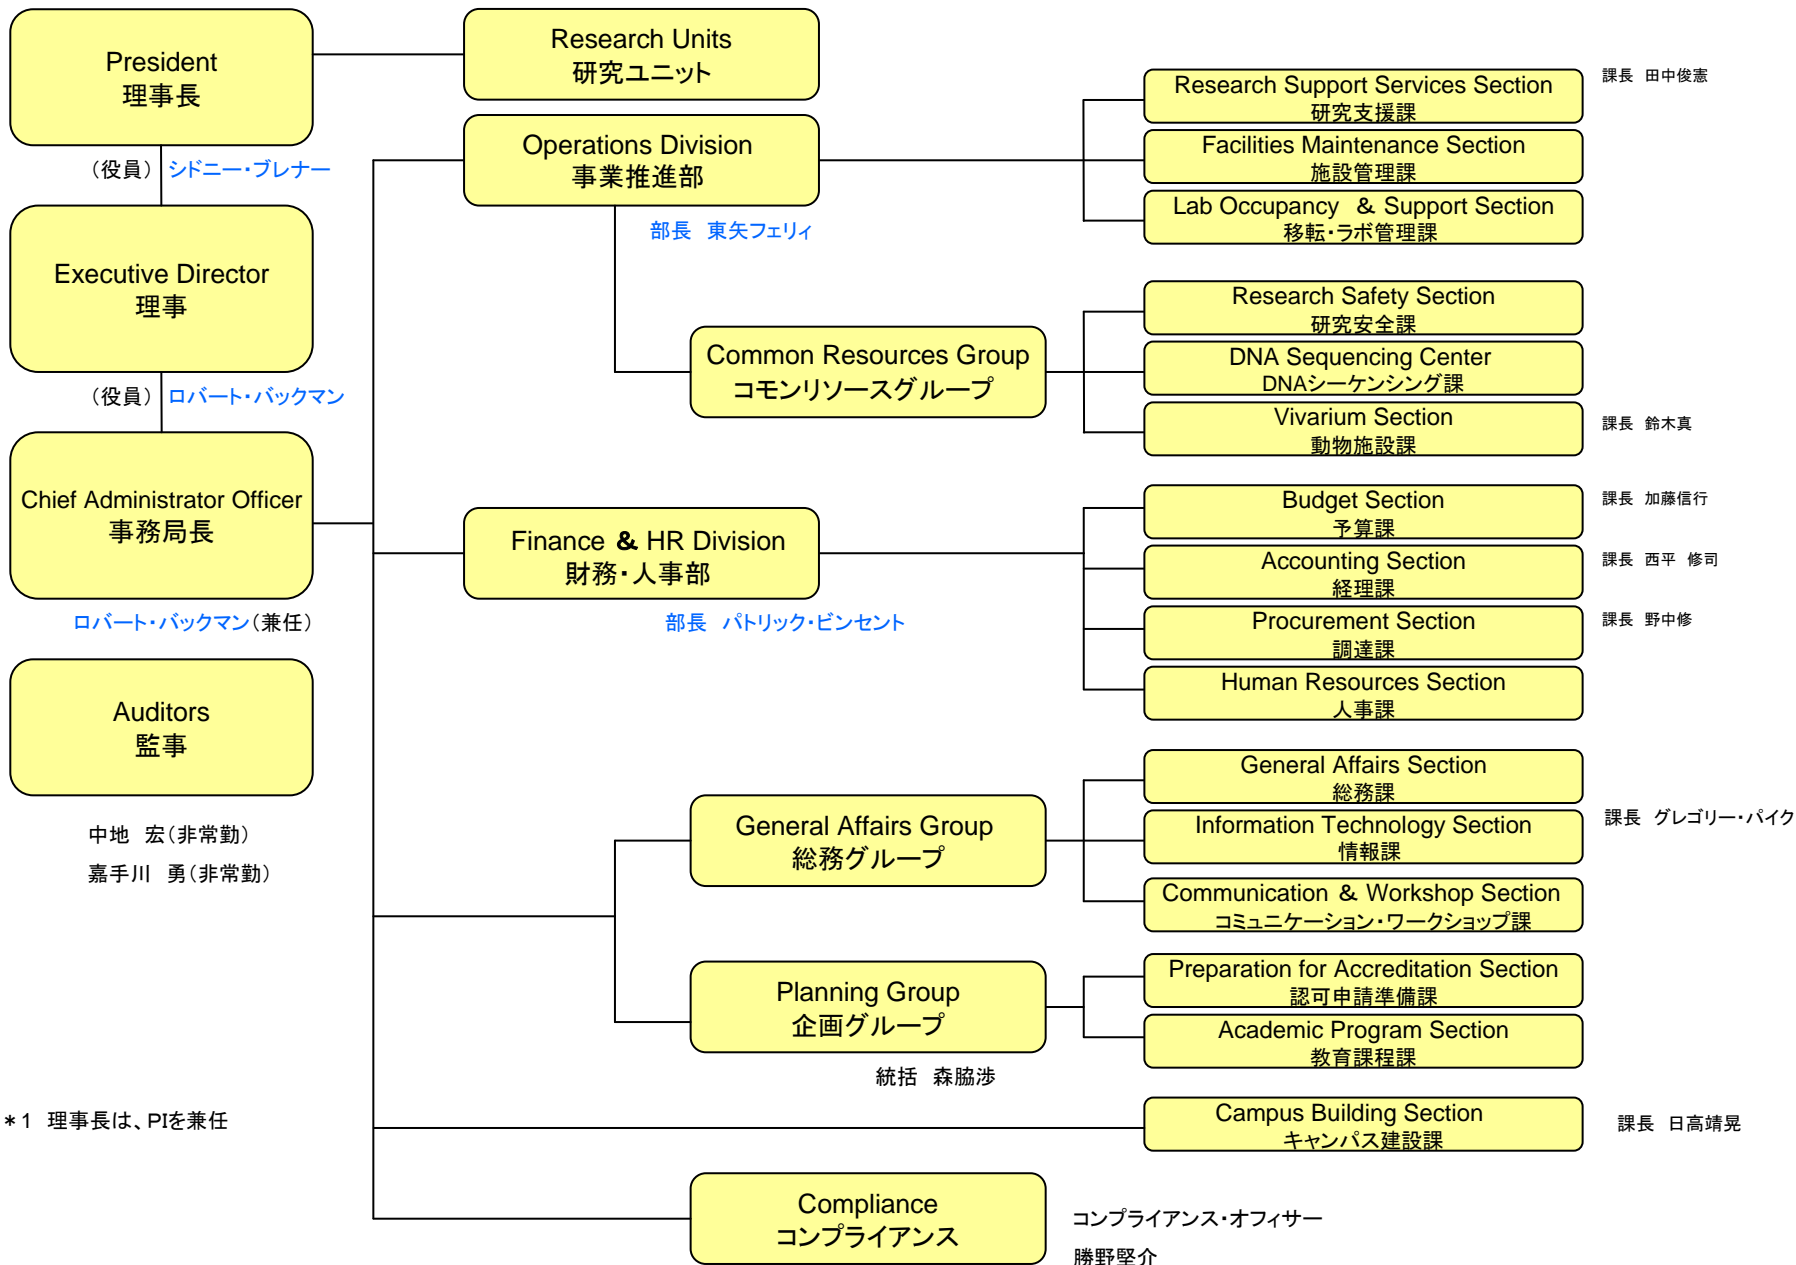 President
理事長
(役員) シドニー・ブレナー
Executive Director
理事
(役員) ロバート・バックマン
Chief Administrator Officer
事務局長
ロバート・バックマン(兼任)
Auditors
監事
中地 宏(非常勤)
嘉手川 勇(非常勤)
*1 理事長は、PIを兼任
Research Units
研究ユニット
Operations Division
事業推進部
部長 東矢フェリィ
Common Resources Group
コモンリソースグループ
Finance & HR Division
財務・人事部
部長 パトリック・ビンセント
General Affairs Group
総務グループ
Planning Group
企画グループ
統括 森脇渉
Compliance
コンプライアンス
コンプライアンス・オフィサー
勝野堅介
Research Support Services Section
研究支援課
課長 田中俊憲
Facilities Maintenance Section
施設管理課
Lab Occupancy & Support Section
移転・ラボ管理課
Research Safety Section
研究安全課
DNA Sequencing Center
DNAシーケンシング課
Vivarium Section
動物施設課
課長 鈴木真
Budget Section
予算課
課長 加藤信行
Accounting Section
経理課
課長 西平 修司
Procurement Section
調達課
課長 野中修
Human Resources Section
人事課
General Affairs Section
総務課
Information Technology Section
情報課
課長 グレゴリー・パイク
Communication & Workshop Section
コミュニケーション・ワークショップ課
Preparation for Accreditation Section
認可申請準備課
Academic Program Section
教育課程課
Campus Building Section
キャンパス建設課
課長 日高靖晃